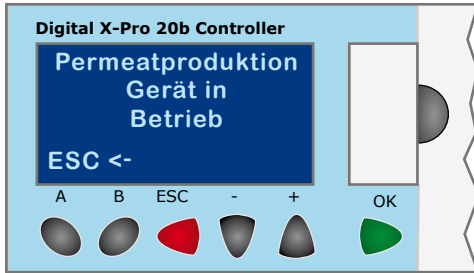 Digital X-Pro 20b Controller
Permeatproduktion
Gerät in
Betrieb
ESC <-
A B ESC - + OK